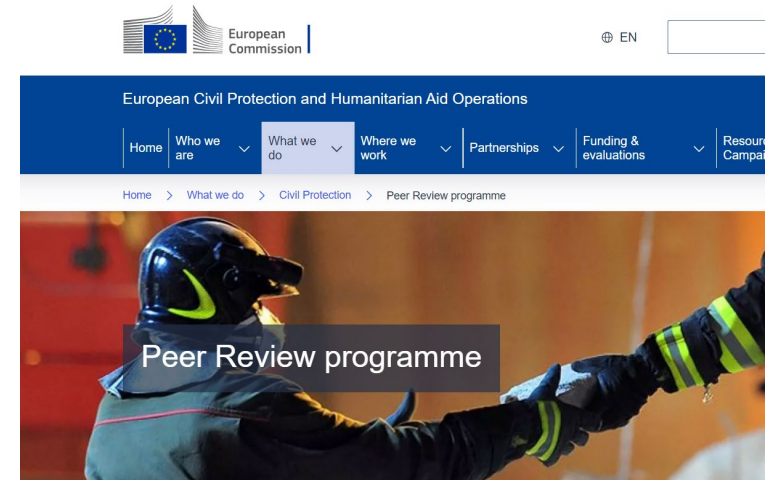 European
Commission
EN
European Civil Protection and Humanitarian Aid Operations
Home
Who we
are
What we
do
Where we
work
Partnerships
Funding &
evaluations
Home > What we do > Civil Protection > Peer Review programme
Peer Review programme